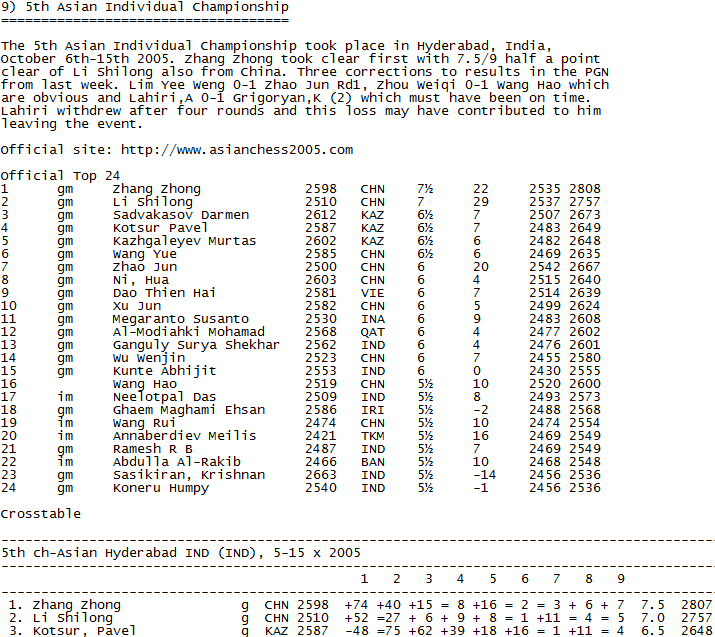 9) 5th Asian Individual Championship
====================================
The 5th Asian Individual Championship took place in Hyderabad, India,
October 6th-15th 2005. Zhang Zhong took clear first with 7.5/9 half a point
clear of Li Shilong also from China. Three corrections to results in the PGN
from last week. Lim Yee Weng 0-1 Zhao Jun Rd1, Zhou Weiqi 0-1 Wang Hao which
are obvious and Lahiri,A 0-1 Grigoryan,K (2) which must have been on time.
Lahiri withdrew after four rounds and this loss may have contributed to him
leaving the event.
Official site: http://www.asianchess2005.com
Official Top 24
1 gm Zhang Zhong 2598 CHN 7½ 22 2535 2808
2 gm Li Shilong 2510 CHN 7 29 2537 2757
3 gm Sadvakasov Darmen 2612 KAZ 6½ 7 2507 2673
4 gm Kotsur Pavel 2587 KAZ 6½ 7 2483 2649
5 gm Kazhgaleyev Murtas 2602 KAZ 6½ 6 2482 2648
6 gm Wang Yue 2585 CHN 6½ 6 2469 2635
7 gm Zhao Jun 2500 CHN 6 20 2542 2667
8 gm Ni, Hua 2603 CHN 6 4 2515 2640
9 gm Dao Thien Hai 2581 VIE 6 7 2514 2639
10 gm Xu Jun 2582 CHN 6 5 2499 2624
11 gm Megaranto Susanto 2530 INA 6 9 2483 2608
12 gm Al-Modiahki Mohamad 2568 QAT 6 4 2477 2602
13 gm Ganguly Surya Shekhar 2562 IND 6 4 2476 2601
14 gm Wu Wenjin 2523 CHN 6 7 2455 2580
15 gm Kunte Abhijit 2553 IND 6 0 2430 2555
16 Wang Hao 2519 CHN 5½ 10 2520 2600
17 im Neelotpal Das 2509 IND 5½ 8 2493 2573
18 gm Ghaem Maghami Ehsan 2586 IRI 5½ -2 2488 2568
19 im Wang Rui 2474 CHN 5½ 10 2474 2554
20 im Annaberdiev Meilis 2421 TKM 5½ 16 2469 2549
21 gm Ramesh R B 2487 IND 5½ 7 2469 2549
22 im Abdulla Al-Rakib 2466 BAN 5½ 10 2468 2548
23 gm Sasikiran, Krishnan 2663 IND 5½ -14 2456 2536
24 gm Koneru Humpy 2540 IND 5½ -1 2456 2536
Crosstable
-----------------------------------------------------------------------------------------
5th ch-Asian Hyderabad IND (IND), 5-15 x 2005
-----------------------------------------------------------------------------------------
1 2 3 4 5 6 7 8 9
-----------------------------------------------------------------------------------------
1. Zhang Zhong g CHN 2598 +74 +40 +15 = 8 +16 = 2 = 3 + 6 + 7 7.5 2807
2. Li Shilong g CHN 2510 +52 =27 + 6 + 9 + 8 = 1 +11 = 4 = 5 7.0 2757
3. Kotsur, Pavel g KAZ 2587 -48 =75 +62 +39 +18 +16 = 1 +11 = 4 6.5 2648